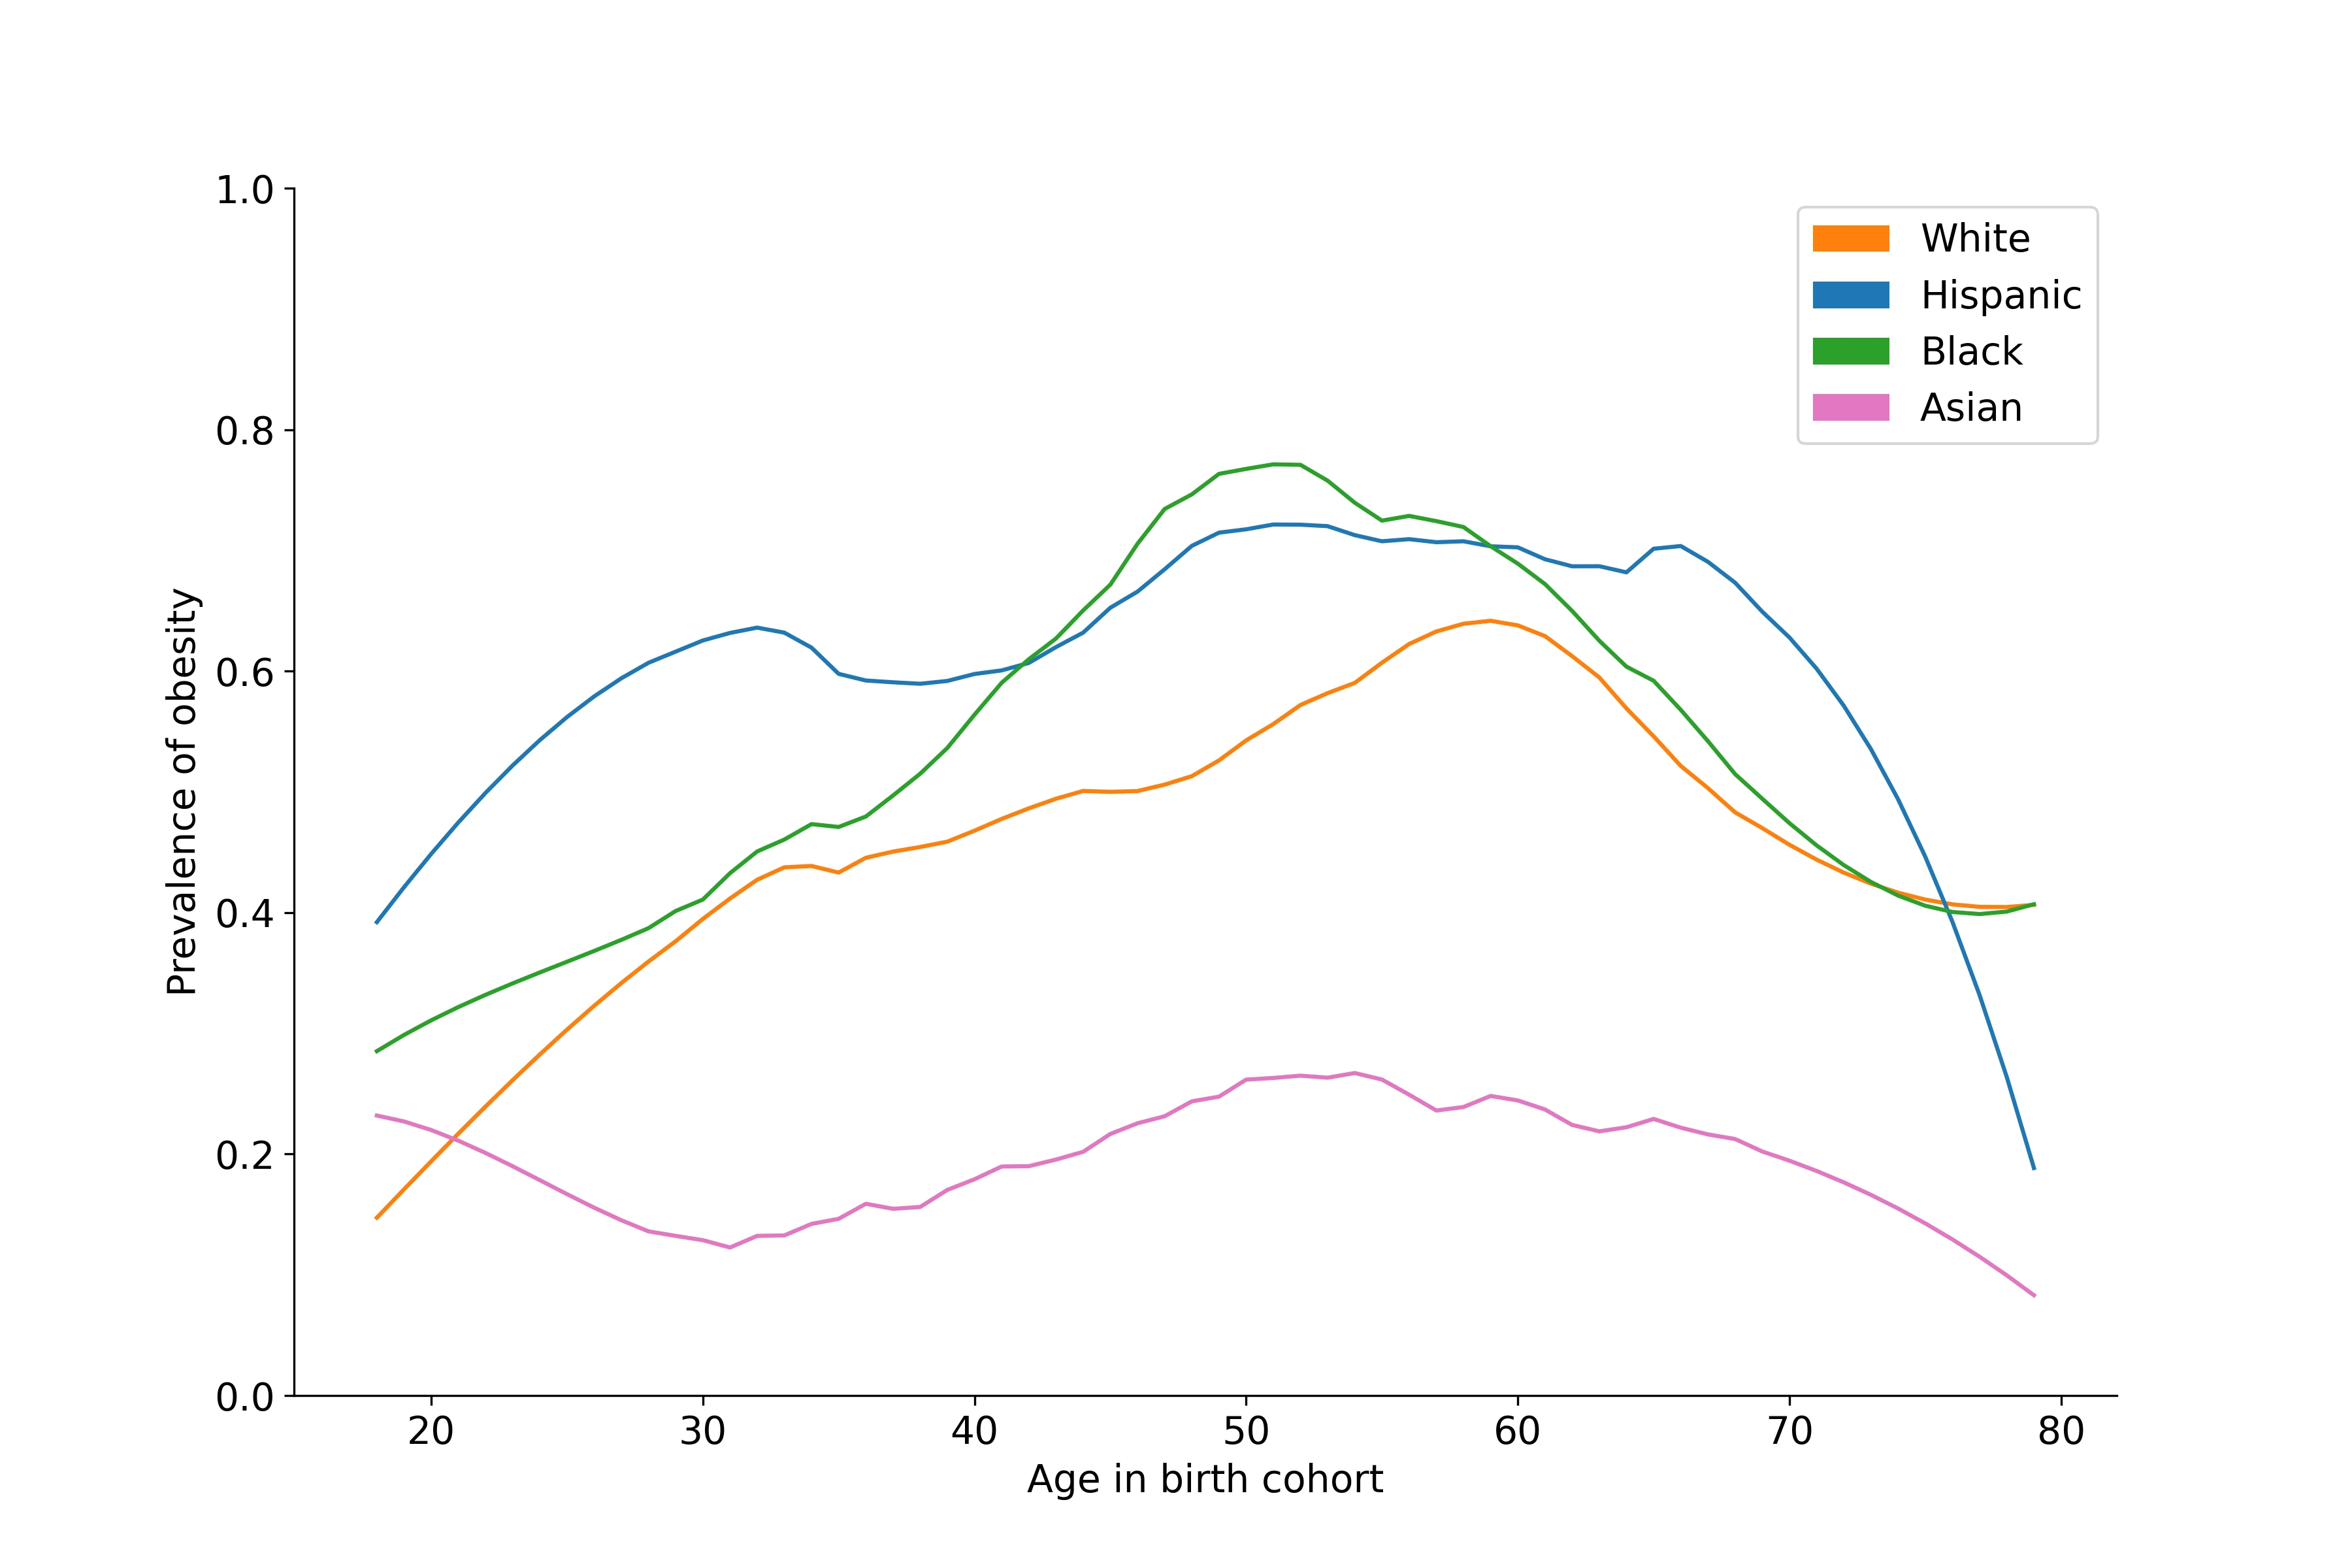 1.0
0.8
0.6
0.4
0.2
0.0
Prevalence of obesity
20 30 40 50 60 70 80
Age in birth cohort
White
Hispanic
Black
Asian